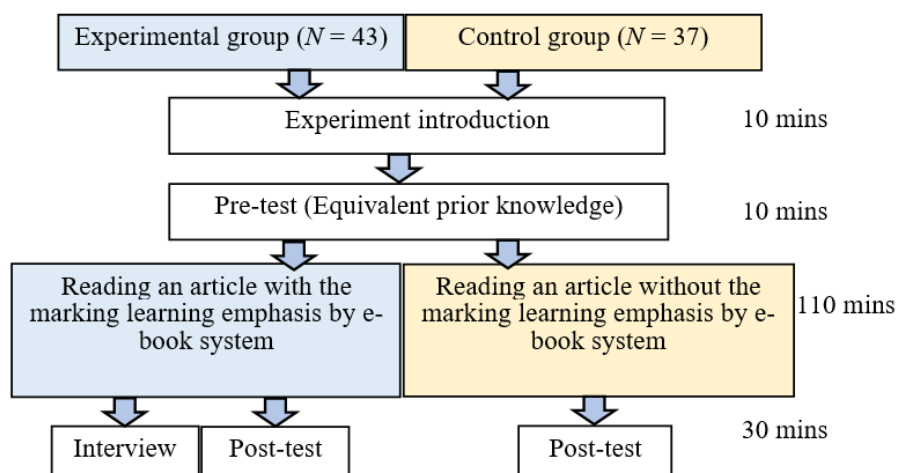 Experimental group (N = 43)
Control group (N = 37)
Experiment introduction
10 mins
Pre-test (Equivalent prior knowledge)
10 mins
Reading an article with the
marking learning emphasis by e-
book system
Reading an article without the
marking learning emphasis by e-
book system
110 mins
Interview
Post-test
Post-test
30 mins